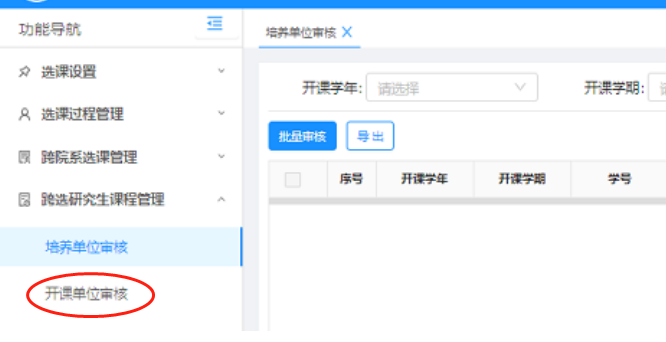 功能导航
培养单位审核
选课设置
开课学年: 请选择 开课学期:
选课过程管理
批量审核 导出
跨院系选课管理
序号 开课学年 开课学期 学号
跨选研究生课程管理
培养单位审核
开课单位审核